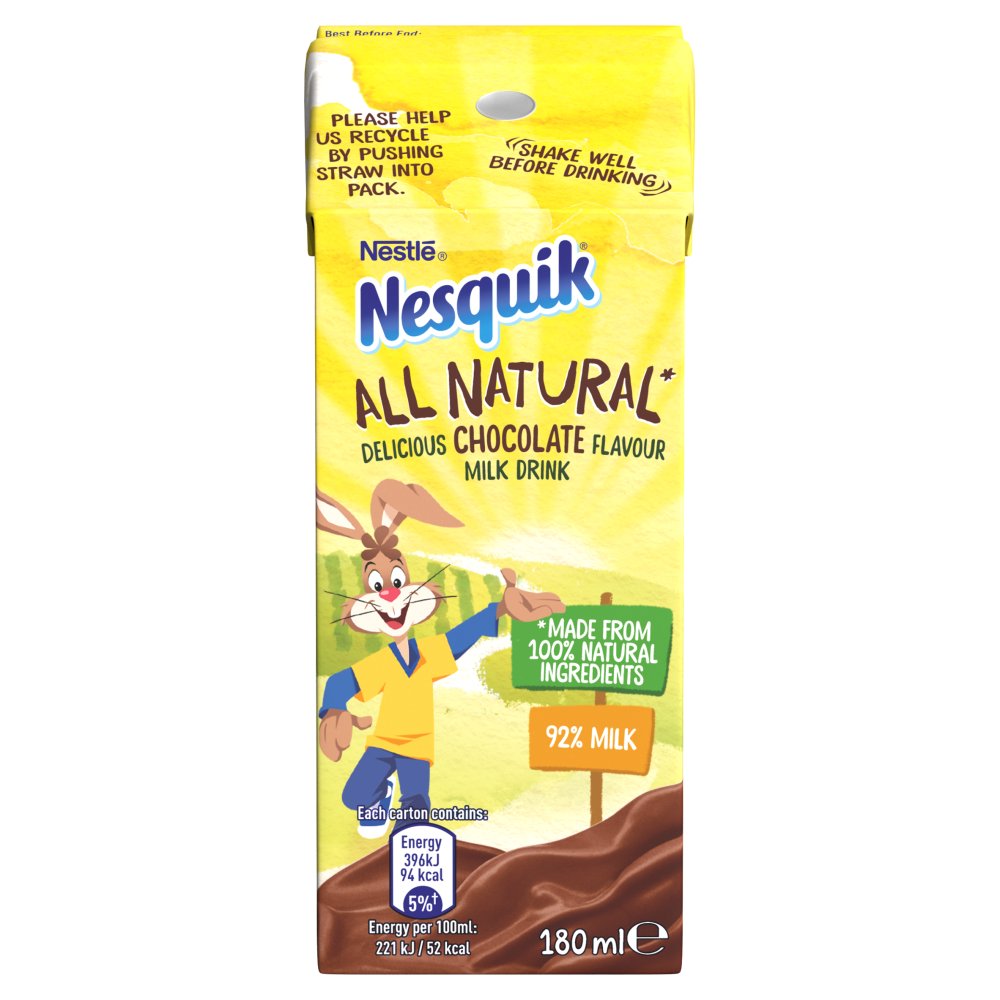 Best Before End:
PLEASE HELP
US RECYCLE
BY PUSHING
STRAW INTO
PACK.
SHAKE WELL
BEFORE DRINKING
Nestlé®
Nesquik®
ALL NATURAL*
DELICIOUS CHOCOLATE FLAVOUR
MILK DRINK
*MADE FROM
100% NATURAL
INGREDIENTS
92% MILK
Each carton contains:
Energy
396kJ
94 kcal
5%†
Energy per 100ml:
221 kJ / 52 kcal
180 ml ℮